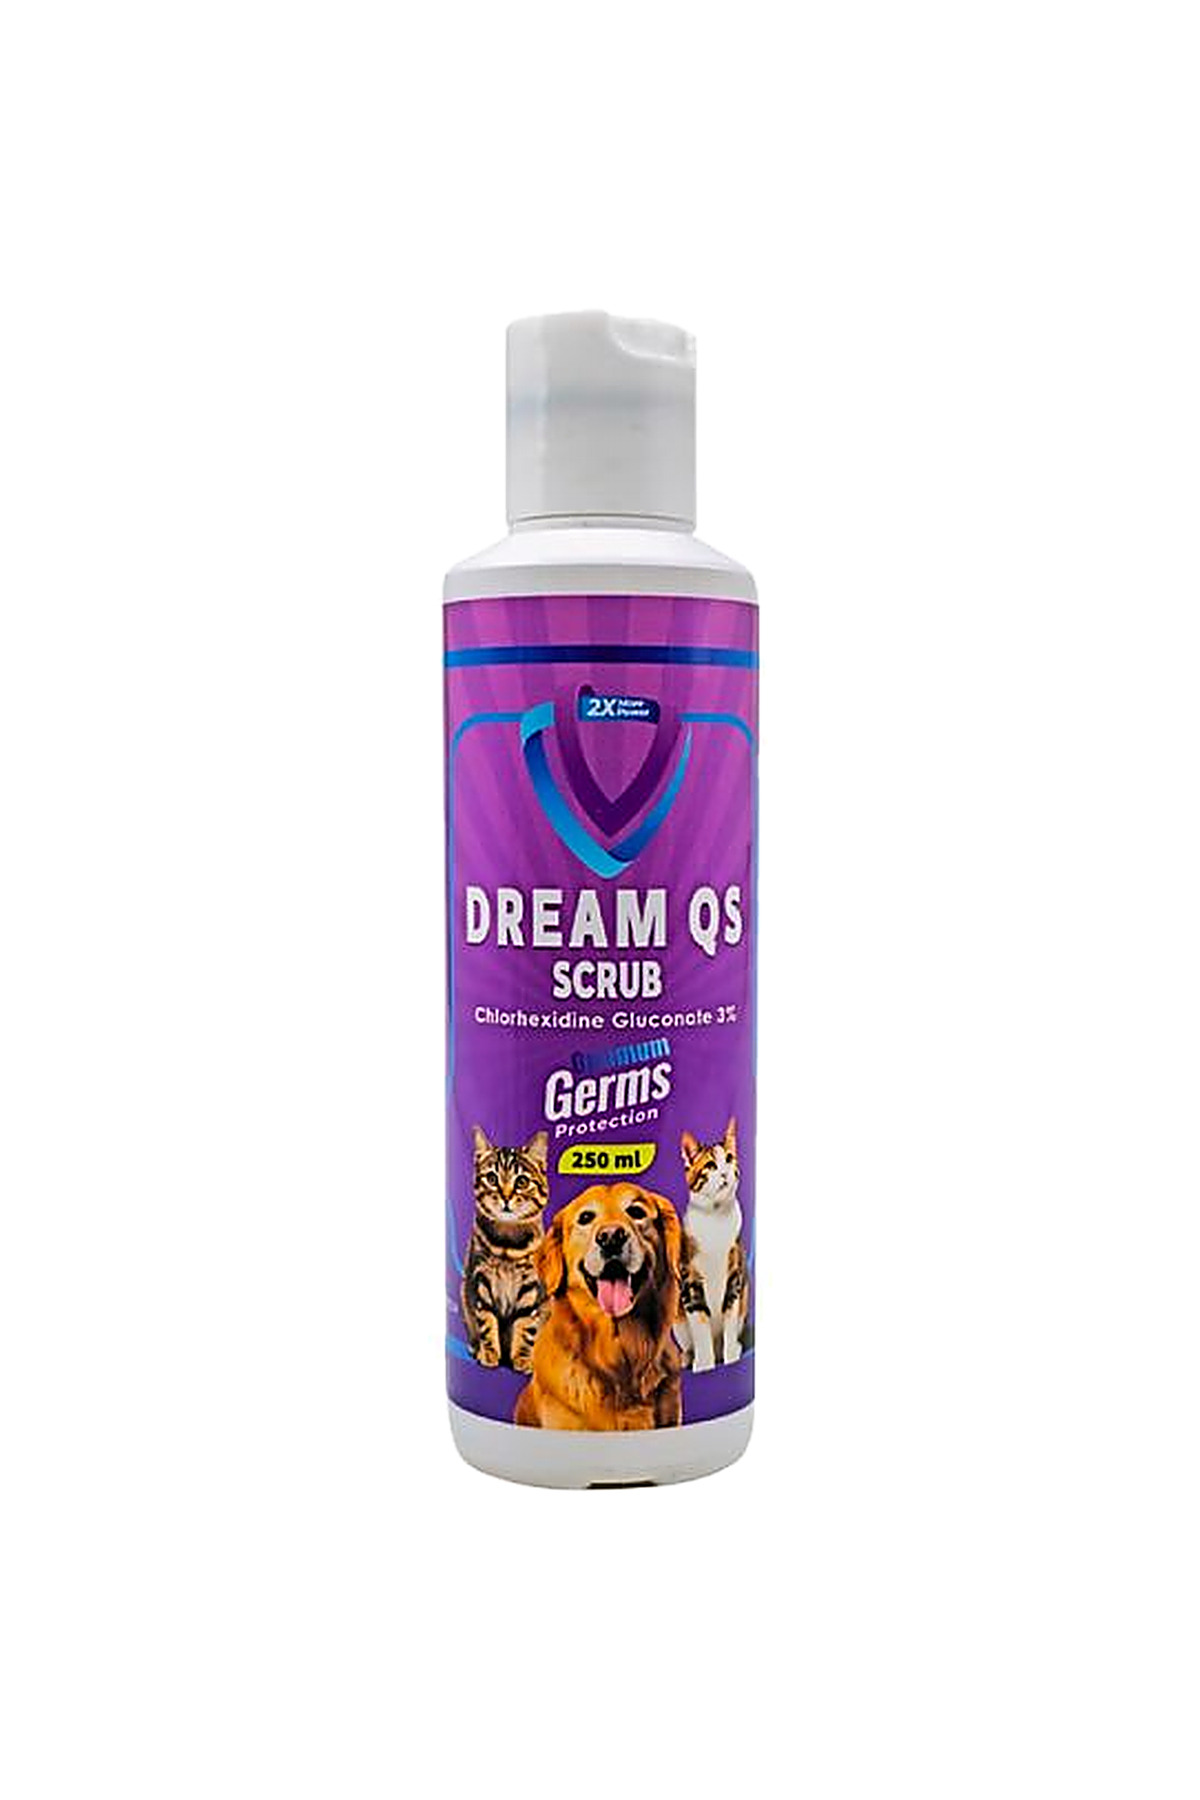 2X More
Power
DREAM QS
SCRUB
Chlorhexidine Gluconate 3%
Germs
Protection
250 ml